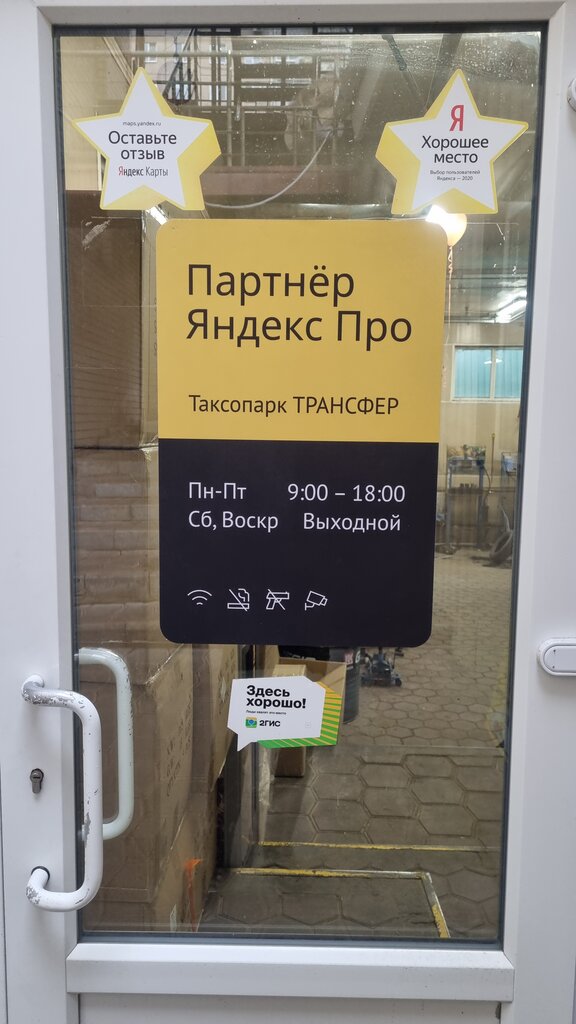 maps.yandex.ru
Оставьте
отзыв
Яндекс Карты
Я
Хорошее
место
Выбор пользователей
Яндекса — 2020
Партнёр
Яндекс Про
Таксопарк ТРАНСФЕР
Пн-Пт 9:00 – 18:00
Сб, Воскр Выходной
Здесь
хорошо!
2ГИС